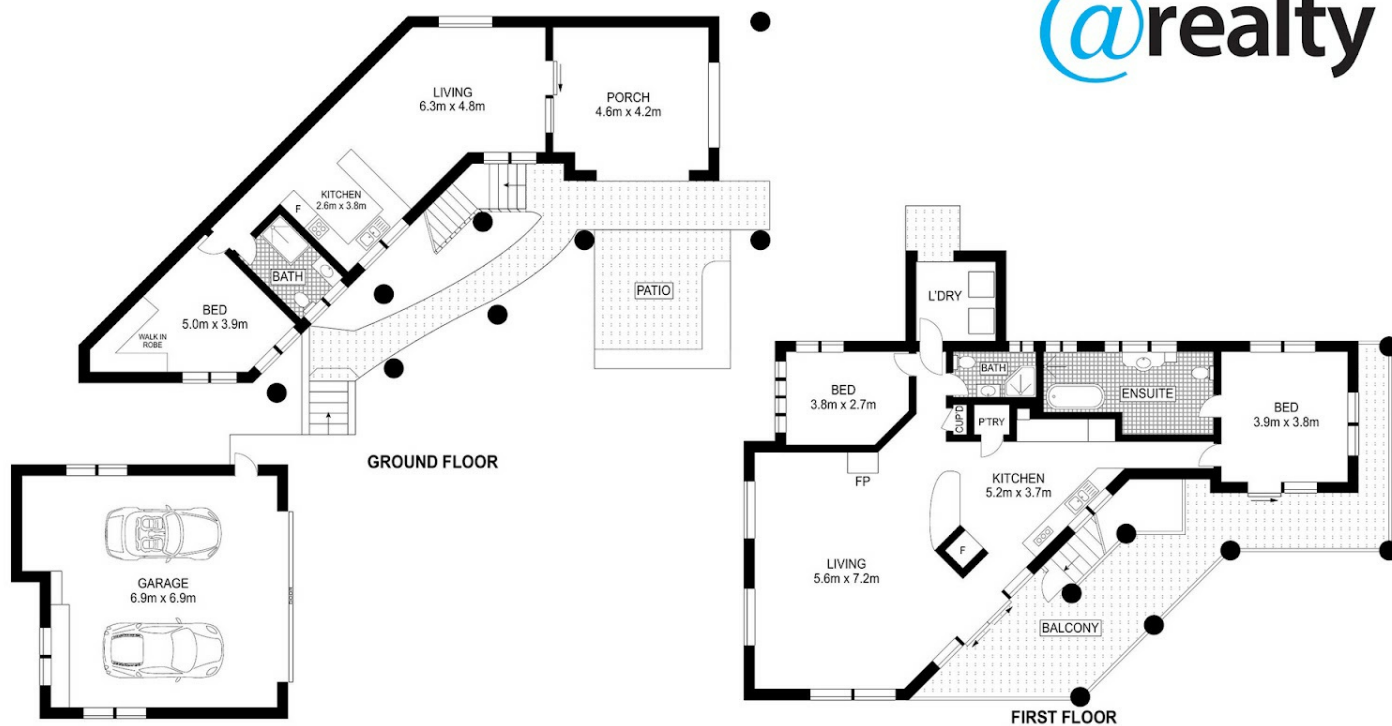 @realty
LIVING
6.3m x 4.8m
PORCH
4.6m x 4.2m
KITCHEN
2.6m x 3.8m
F
BATH
BED
5.0m x 3.9m
WALK IN
ROBE
PATIO
GROUND FLOOR
GARAGE
6.9m x 6.9m
L'DRY
BED
3.8m x 2.7m
BATH
ENSUITE
BED
3.9m x 3.8m
CUP'D
P'TRY
FP
KITCHEN
5.2m x 3.7m
F
LIVING
5.6m x 7.2m
BALCONY
FIRST FLOOR